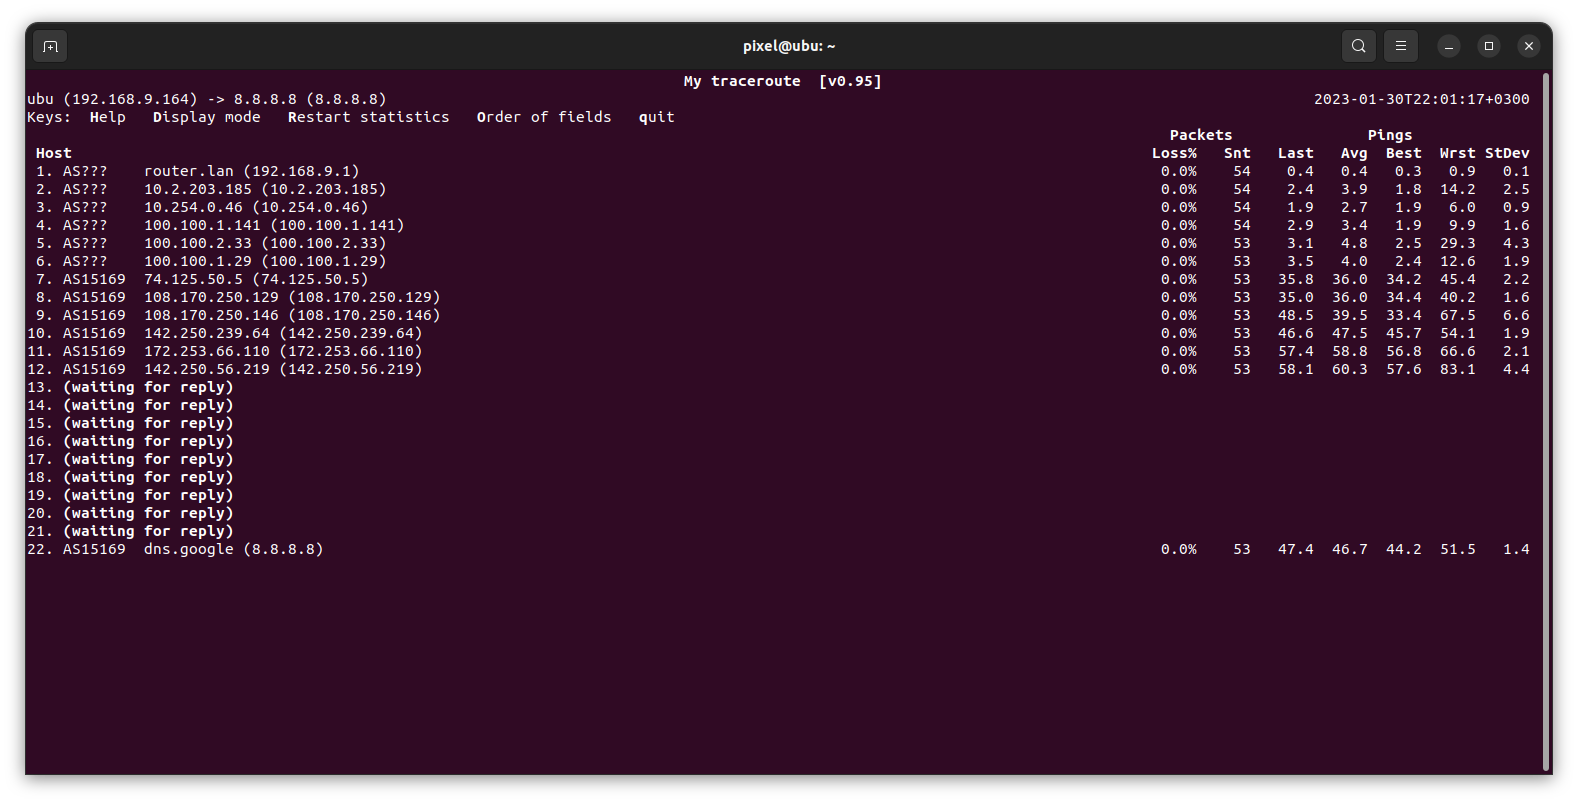 pixel@ubu: ~
My traceroute  [v0.95]
ubu (192.168.9.164) -> 8.8.8.8 (8.8.8.8)  2023-01-30T22:01:17+0300
Keys:  Help   Display mode   Restart statistics   Order of fields   quit
Packets  Pings
Host  Loss%  Snt  Last  Avg  Best  Wrst  StDev
1. AS???  router.lan (192.168.9.1)  0.0%  54  0.4  0.4  0.3  0.9  0.1
2. AS???  10.2.203.185 (10.2.203.185)  0.0%  54  2.4  3.9  1.8  14.2  2.5
3. AS???  10.254.0.46 (10.254.0.46)  0.0%  54  1.9  2.7  1.9  6.0  0.9
4. AS???  100.100.1.141 (100.100.1.141)  0.0%  54  2.9  3.4  1.9  9.9  1.6
5. AS???  100.100.2.33 (100.100.2.33)  0.0%  53  3.1  4.8  2.5  29.3  4.3
6. AS???  100.100.1.29 (100.100.1.29)  0.0%  53  3.5  4.0  2.4  12.6  1.9
7. AS15169  74.125.50.5 (74.125.50.5)  0.0%  53  35.8  36.0  34.2  45.4  2.2
8. AS15169  108.170.250.129 (108.170.250.129)  0.0%  53  35.0  36.0  34.4  40.2  1.6
9. AS15169  108.170.250.146 (108.170.250.146)  0.0%  53  48.5  39.5  33.4  67.5  6.6
10. AS15169  142.250.239.64 (142.250.239.64)  0.0%  53  46.6  47.5  45.7  54.1  1.9
11. AS15169  172.253.66.110 (172.253.66.110)  0.0%  53  57.4  58.8  56.8  66.6  2.1
12. AS15169  142.250.56.219 (142.250.56.219)  0.0%  53  58.1  60.3  57.6  83.1  4.4
13. (waiting for reply)
14. (waiting for reply)
15. (waiting for reply)
16. (waiting for reply)
17. (waiting for reply)
18. (waiting for reply)
19. (waiting for reply)
20. (waiting for reply)
21. (waiting for reply)
22. AS15169  dns.google (8.8.8.8)  0.0%  53  47.4  46.7  44.2  51.5  1.4